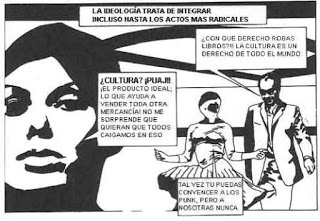 LA IDEOLOGÍA TRATA DE INTEGRAR
INCLUSO HASTA LOS ACTOS MAS RADICALES
¿CON QUE DERECHO ROBAS
LIBROS?!! LA CULTURA ES UN
DERECHO DE TODO EL MUNDO
¿CULTURA? ¡PUAJ!!
¡EL PRODUCTO IDEAL;
LO QUE AYUDA A
VENDER TODA OTRA
MERCANCÍA! NO ME
SORPRENDE QUE
QUIERAN QUE TODOS
CAIGAMOS EN ESO
TAL VEZ TU PUEDAS
CONVENCER A LOS
PUNK, PERO A
NOSOTRAS NUNCA